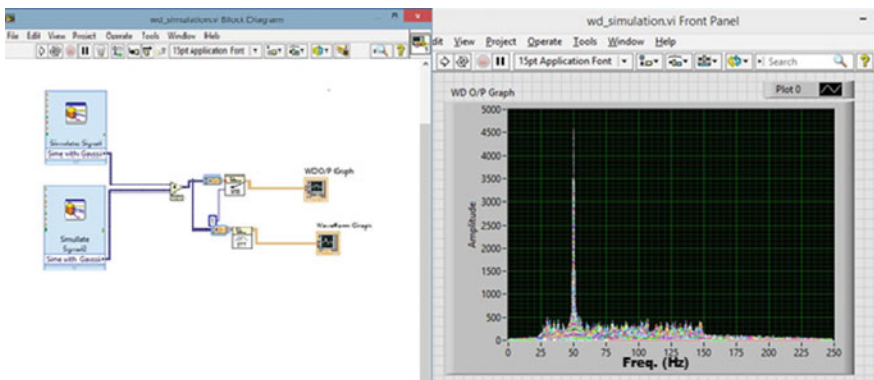 wd_simulation.vi Block Diagram
File Edit View Project Operate Tools Window Help
15pt Application Font
Simulate Signal
Sine with Gaussi
Simulate
Signal2
Sine with Gaussi
WD O/P Graph
Waveform Graph
wd_simulation.vi Front Panel
dit View Project Operate Tools Window Help
15pt Application Font
Search
WD O/P Graph
Plot 0
5000
4500
4000
3500
3000
2500
2000
1500
1000
500
0
Amplitude
0 25 50 75 100 125 150 175 200 225 250
Freq. (Hz)